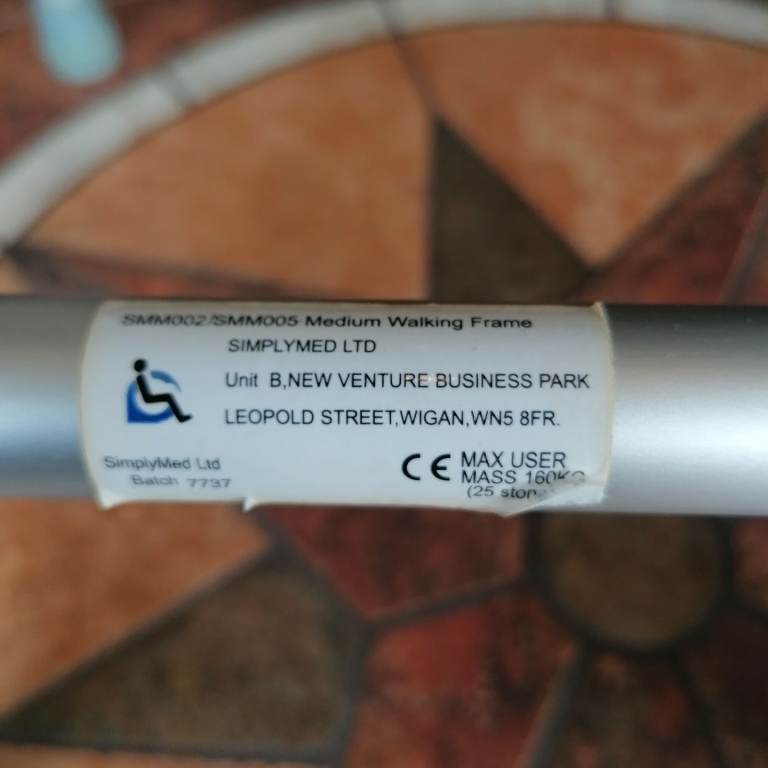 SMM002/SMM005 Medium Walking Frame
SIMPLYMED LTD
Unit B,NEW VENTURE BUSINESS PARK
LEOPOLD STREET,WIGAN,WN5 8FR.
SimplyMed Ltd
Batch 7737
CE MAX USER
MASS 160KG
(25 ston